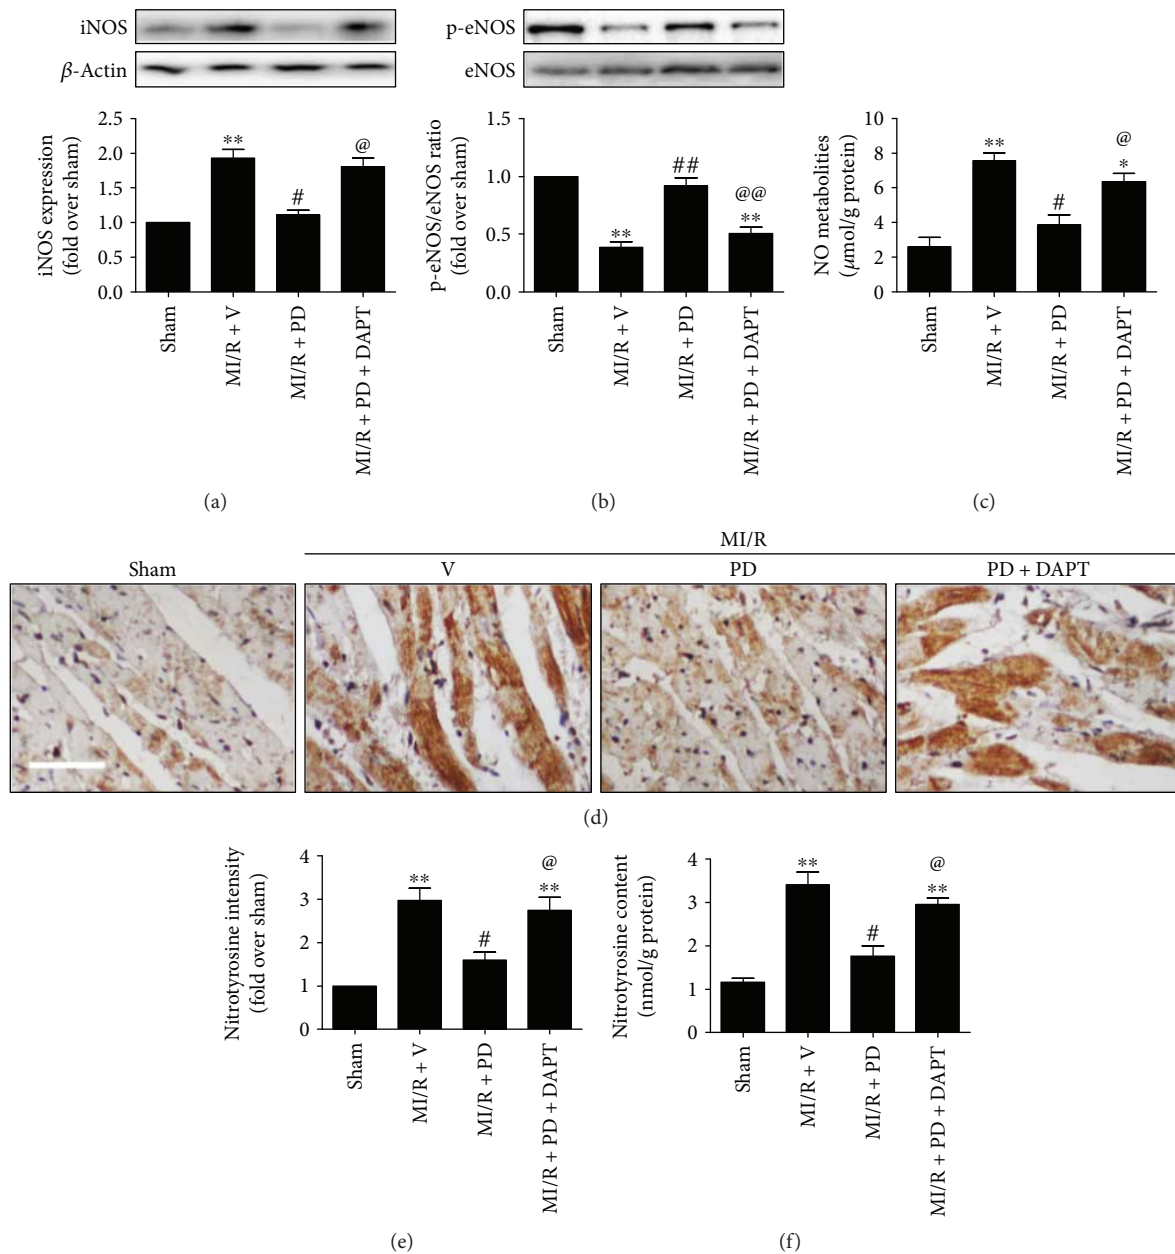 iNOS
β-Actin
2.5
2.0
1.5
1.0
0.5
0.0
iNOS expression
(fold over sham)
**
#
@
Sham
MI/R + V
MI/R + PD
MI/R + PD + DAPT
(a)
p-eNOS
eNOS
1.5
1.0
0.5
0.0
p-eNOS/eNOS ratio
(fold over sham)
**
##
@@
**
Sham
MI/R + V
MI/R + PD
MI/R + PD + DAPT
(b)
10
8
6
4
2
0
NO metabolities
(μmol/g protein)
**
#
@
*
Sham
MI/R + V
MI/R + PD
MI/R + PD + DAPT
(c)
MI/R
Sham
V
PD
PD + DAPT
(d)
4
3
2
1
0
Nitrotyrosine intensity
(fold over sham)
**
#
@
**
Sham
MI/R + V
MI/R + PD
MI/R + PD + DAPT
(e)
4
3
2
1
0
Nitrotyrosine content
(nmol/g protein)
**
#
@
**
Sham
MI/R + V
MI/R + PD
MI/R + PD + DAPT
(f)